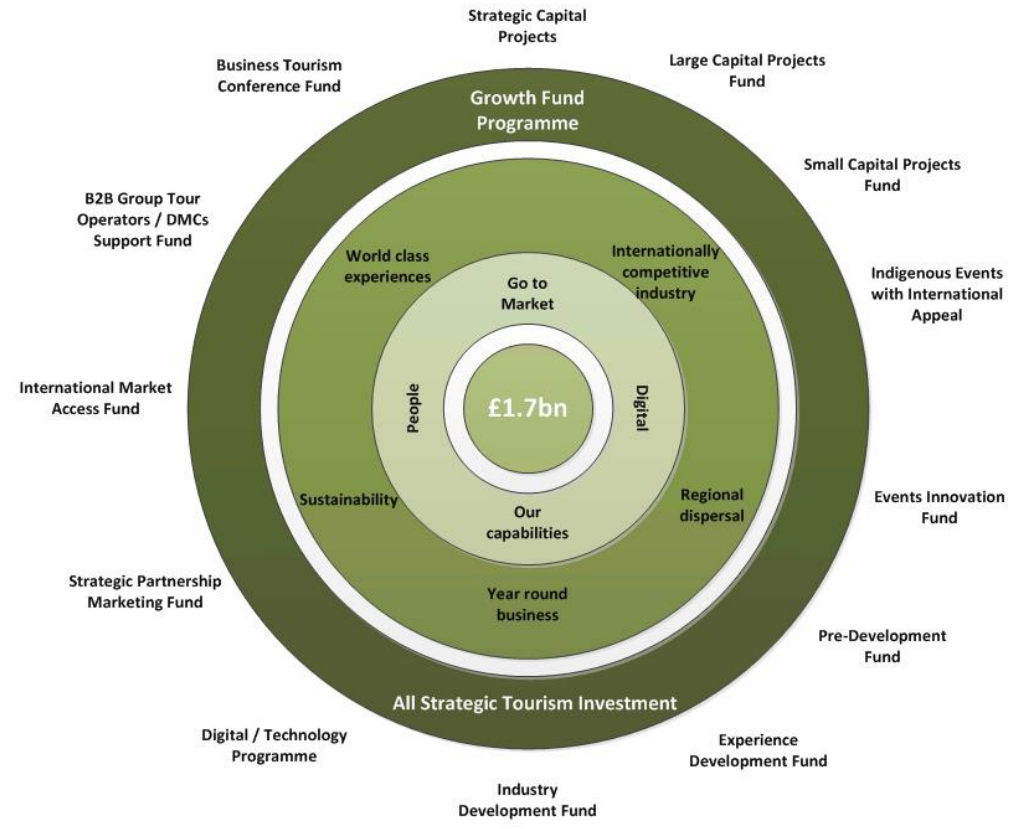 Strategic Capital
Projects
Large Capital Projects
Fund
Small Capital Projects
Fund
Indigenous Events
with International
Appeal
Events Innovation
Fund
Pre-Development
Fund
Experience
Development Fund
Industry
Development Fund
Digital / Technology
Programme
Strategic Partnership
Marketing Fund
International Market
Access Fund
B2B Group Tour
Operators / DMCs
Support Fund
Business Tourism
Conference Fund
Growth Fund
Programme
All Strategic Tourism Investment
World class
experiences
Internationally
competitive
industry
Regional
dispersal
Year round
business
Sustainability
Go to
Market
Digital
Our
capabilities
People
£1.7bn